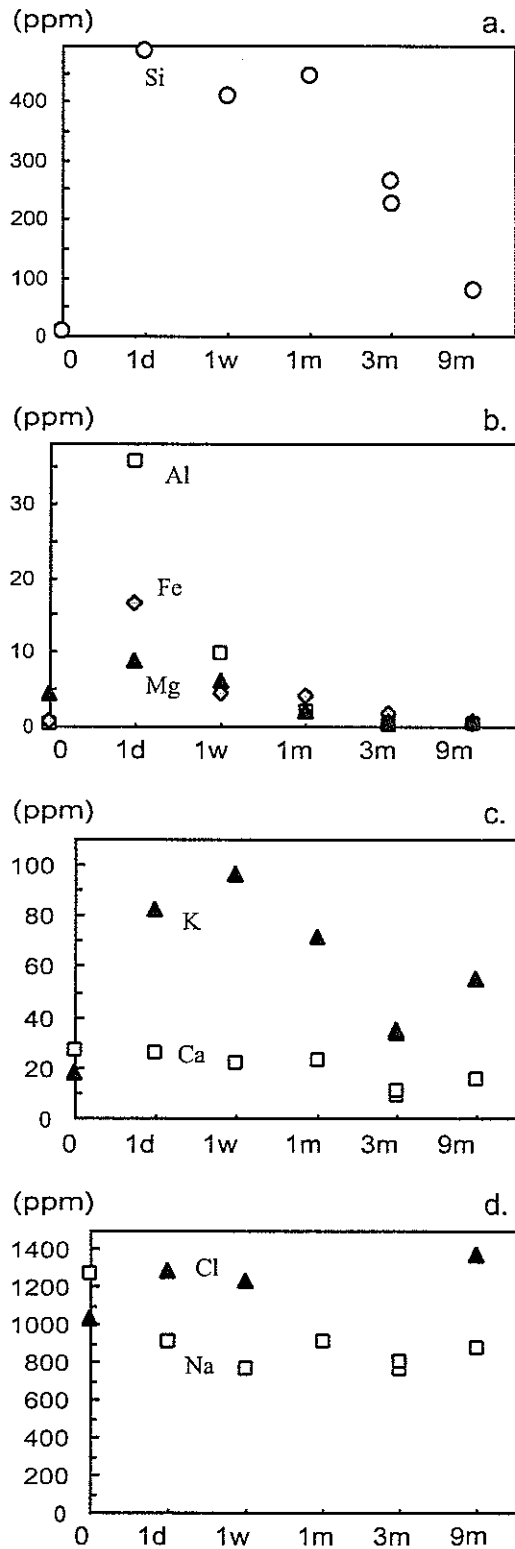 (ppm) a.
400
Si
300
200
100
0
0 1d 1w 1m 3m 9m
(ppm) b.
30
Al
20
Fe
10
Mg
0
0 1d 1w 1m 3m 9m
(ppm) c.
100
80
K
60
40
Ca
20
0
0 1d 1w 1m 3m 9m
(ppm) d.
1400
Cl
1200
1000
800
Na
600
400
200
0
0 1d 1w 1m 3m 9m